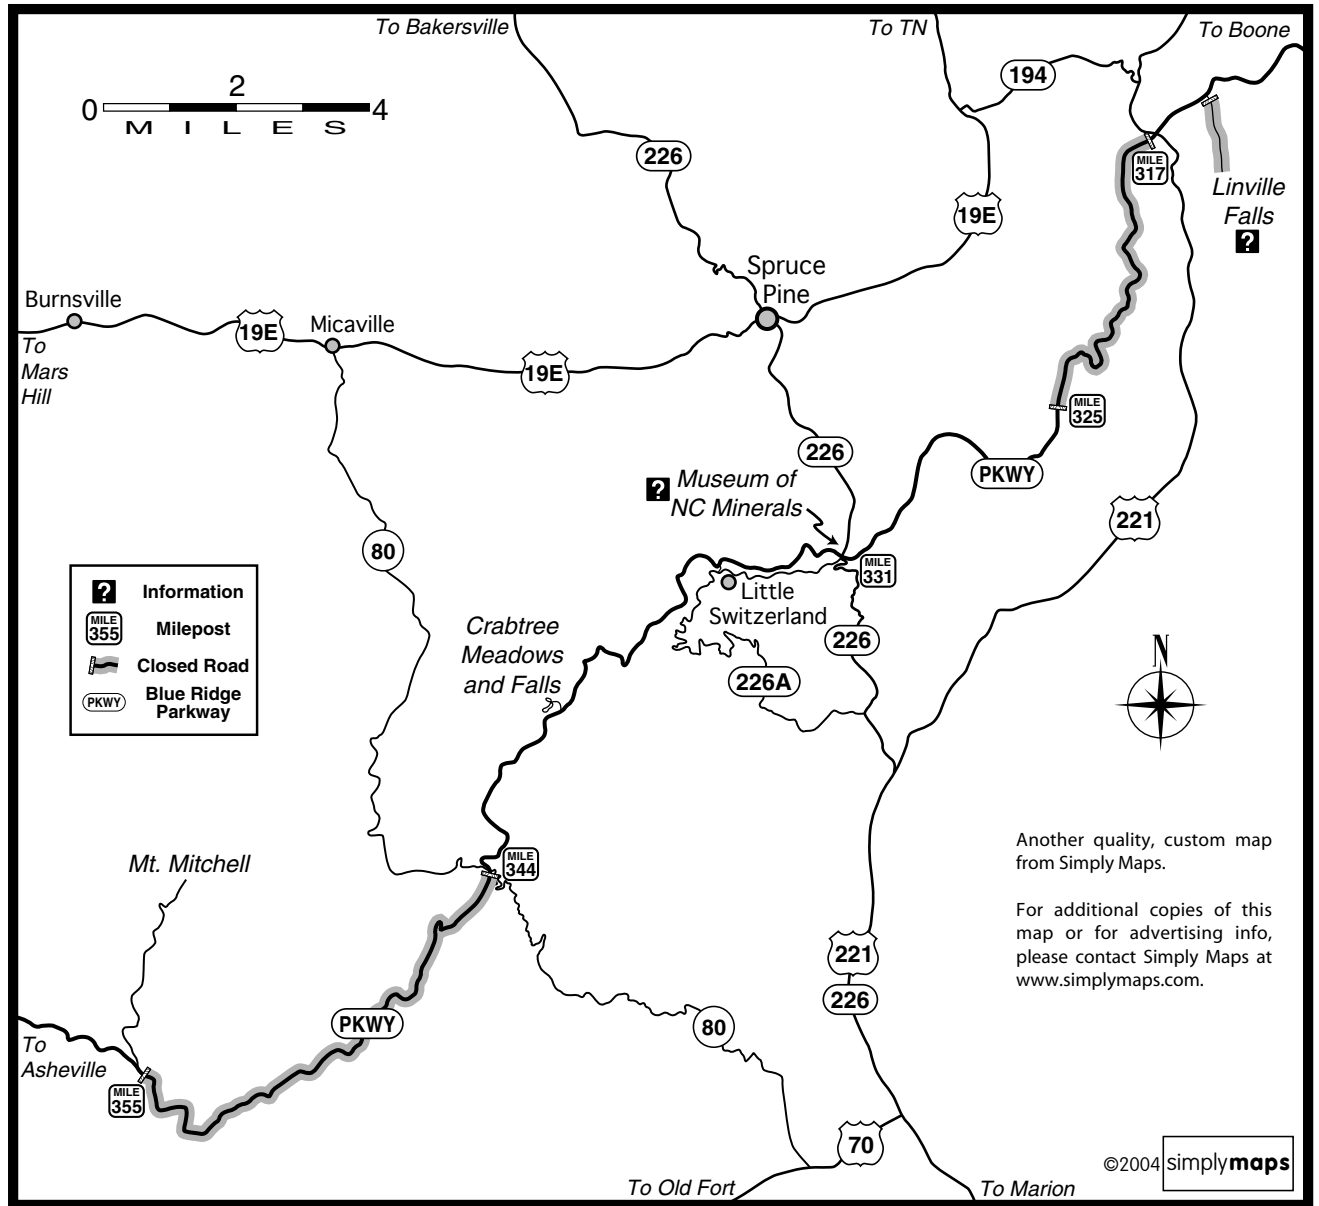 To Bakersville
To TN
To Boone
0
2
4
MILES
194
226
MILE
317
Linville
Falls
?
19E
Spruce
Pine
Burnsville
19E
Micaville
To
Mars
Hill
19E
MILE
325
226
PKWY
? Museum of
NC Minerals
221
80
MILE
331
Little
Switzerland
226
226A
? Information
MILE
355
Milepost
Closed Road
PKWY
Blue Ridge
Parkway
Crabtree
Meadows
and Falls
N
Mt. Mitchell
MILE
344
Another quality, custom map
from Simply Maps.
For additional copies of this
map or for advertising info,
please contact Simply Maps at
www.simplymaps.com.
221
226
PKWY
80
To
Asheville
MILE
355
70
To Old Fort
To Marion
©2004 simplymaps